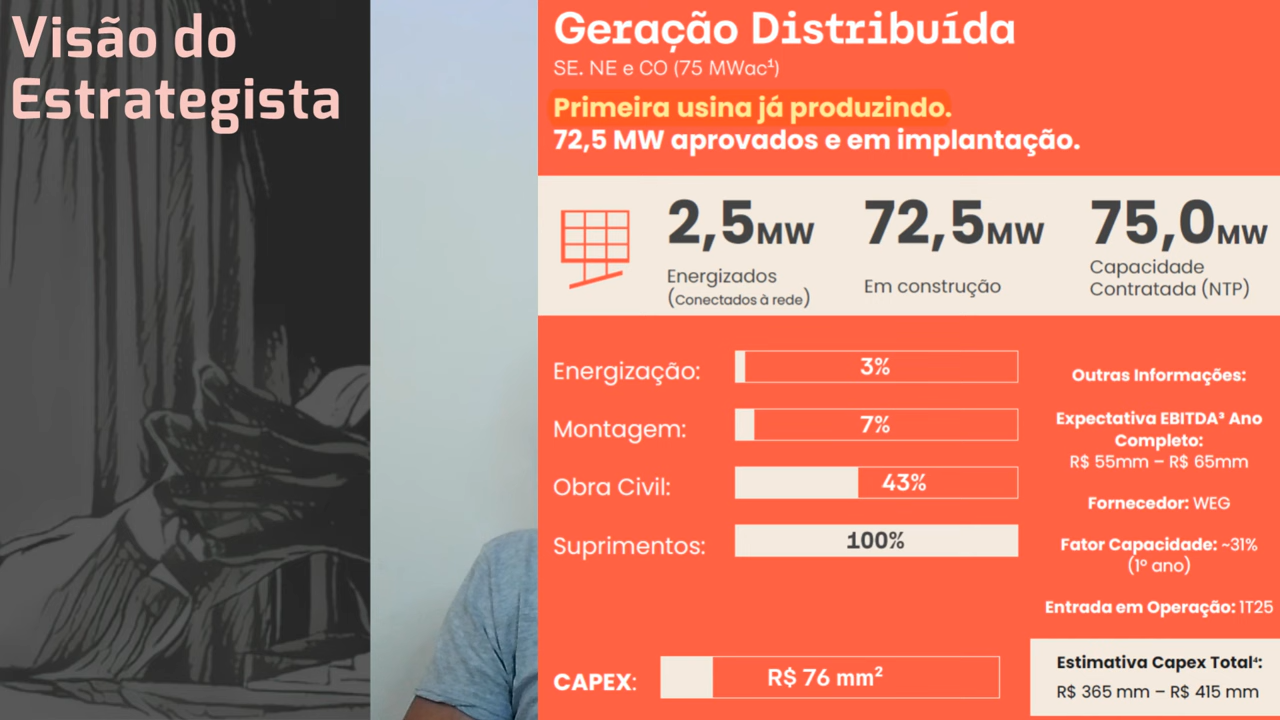 Visão do
Estrategista
Geração Distribuída
SE. NE e CO (75 MWac¹)
Primeira usina já produzindo.
72,5 MW aprovados e em implantação.
2,5MW
Energizados
(Conectados à rede)
72,5MW
Em construção
75,0MW
Capacidade
Contratada (NTP)
Energização: 3%
Montagem: 7%
Obra Civil: 43%
Suprimentos: 100%
CAPEX: R$ 76 mm²
Outras Informações:
Expectativa EBITDA³ Ano
Completo:
R$ 55mm – R$ 65mm
Fornecedor: WEG
Fator Capacidade: ~31%
(1º ano)
Entrada em Operação: 1T25
Estimativa Capex Total⁴:
R$ 365 mm – R$ 415 mm